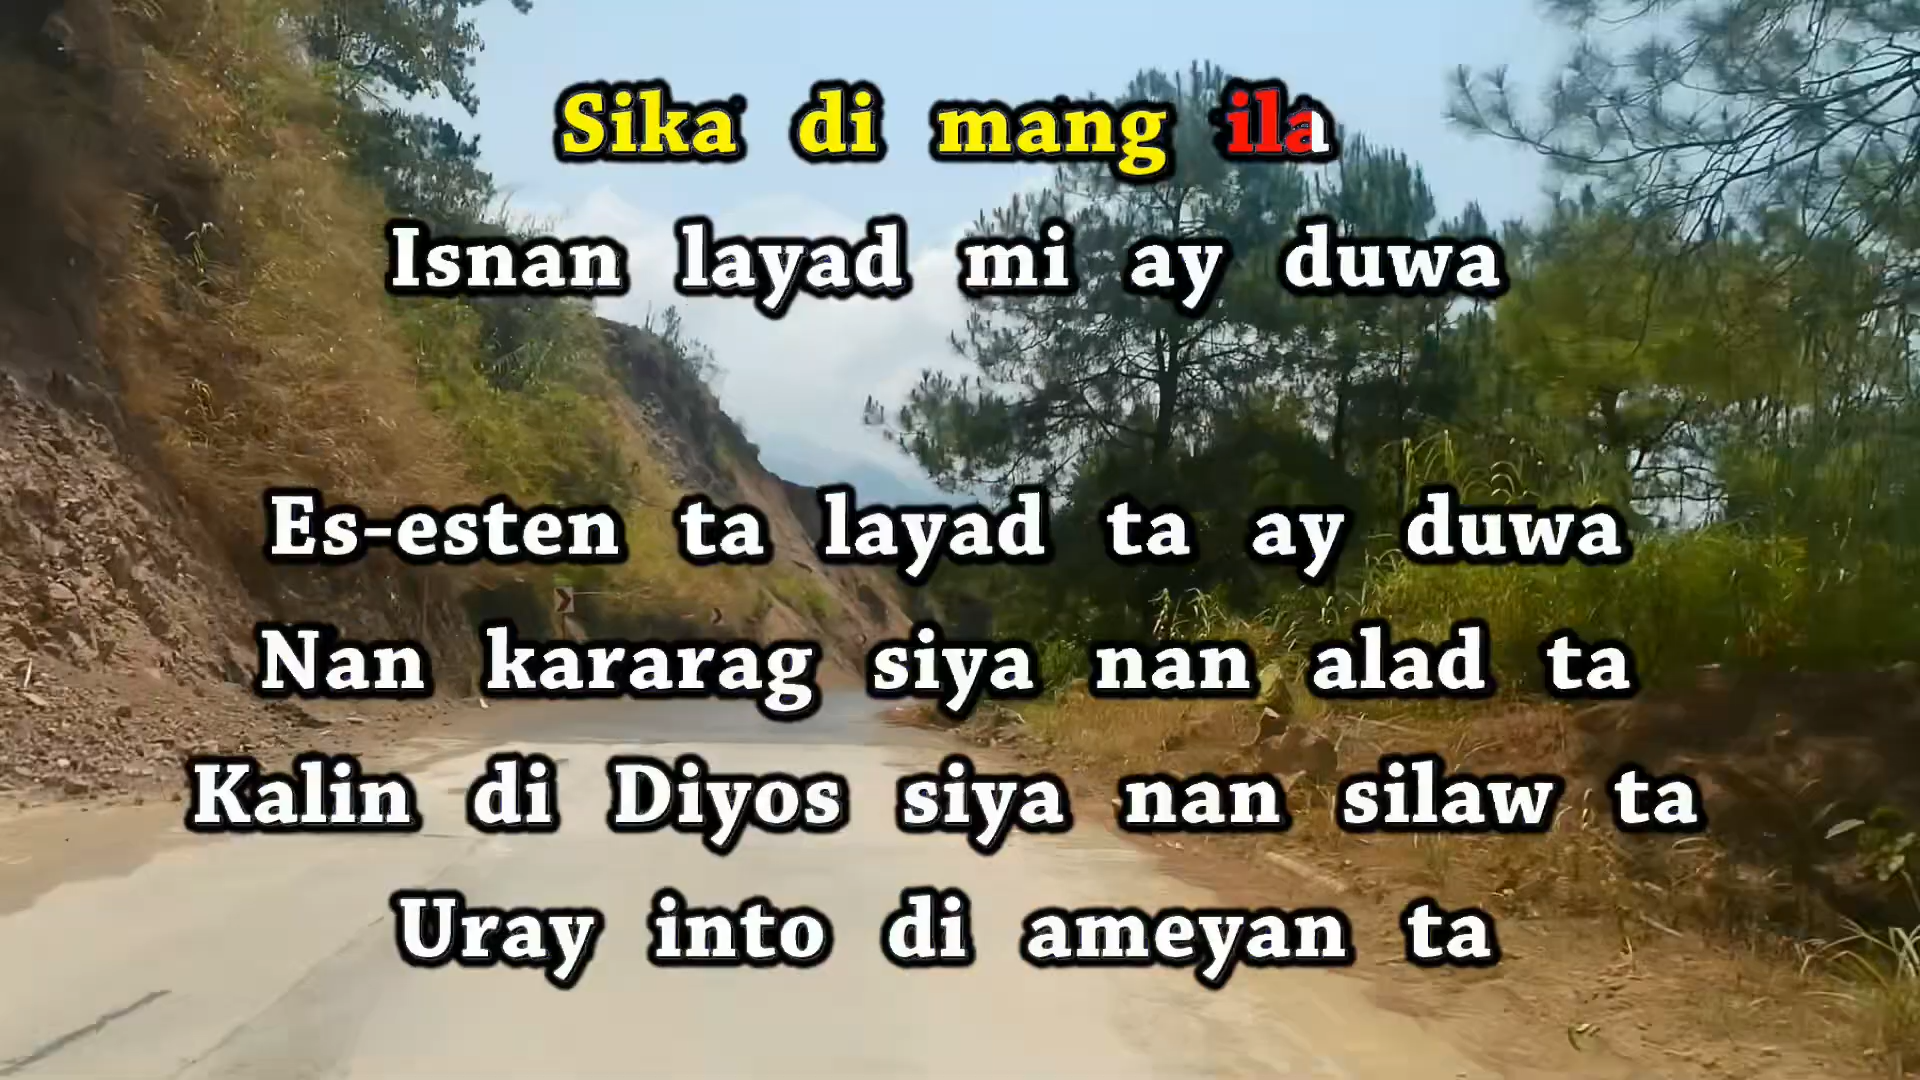 Sika di mang ila
Isnan layad mi ay duwa
Es-esten ta layad ta ay duwa
Nan kararag siya nan alad ta
Kalin di Diyos siya nan silaw ta
Uray into di ameyan ta